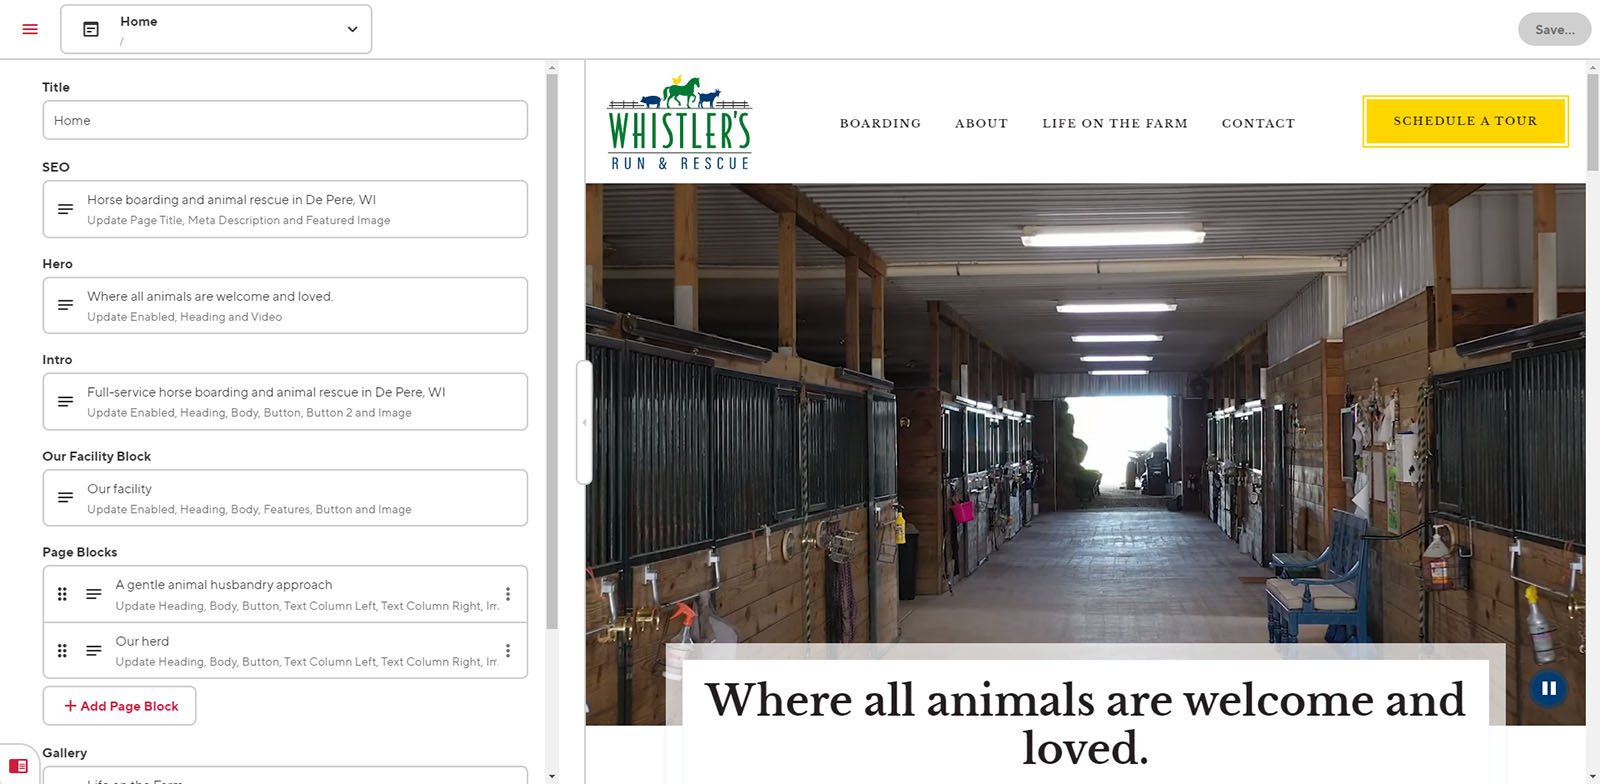 Home
/
Save...
Title
Home
SEO
Horse boarding and animal rescue in De Pere, WI
Update Page Title, Meta Description and Featured Image
Hero
Where all animals are welcome and loved.
Update Enabled, Heading and Video
Intro
Full-service horse boarding and animal rescue in De Pere, WI
Update Enabled, Heading, Body, Button, Button 2 and Image
Our Facility Block
Our facility
Update Enabled, Heading, Body, Features, Button and Image
Page Blocks
A gentle animal husbandry approach
Update Heading, Body, Button, Text Column Left, Text Column Right,
Our herd
Update Heading, Body, Button, Text Column Left, Text Column Right,
+ Add Page Block
Gallery
Life on the Farm
WHISTLER'S
RUN & RESCUE
BOARDING ABOUT LIFE ON THE FARM CONTACT
SCHEDULE A TOUR
Where all animals are welcome and
loved.